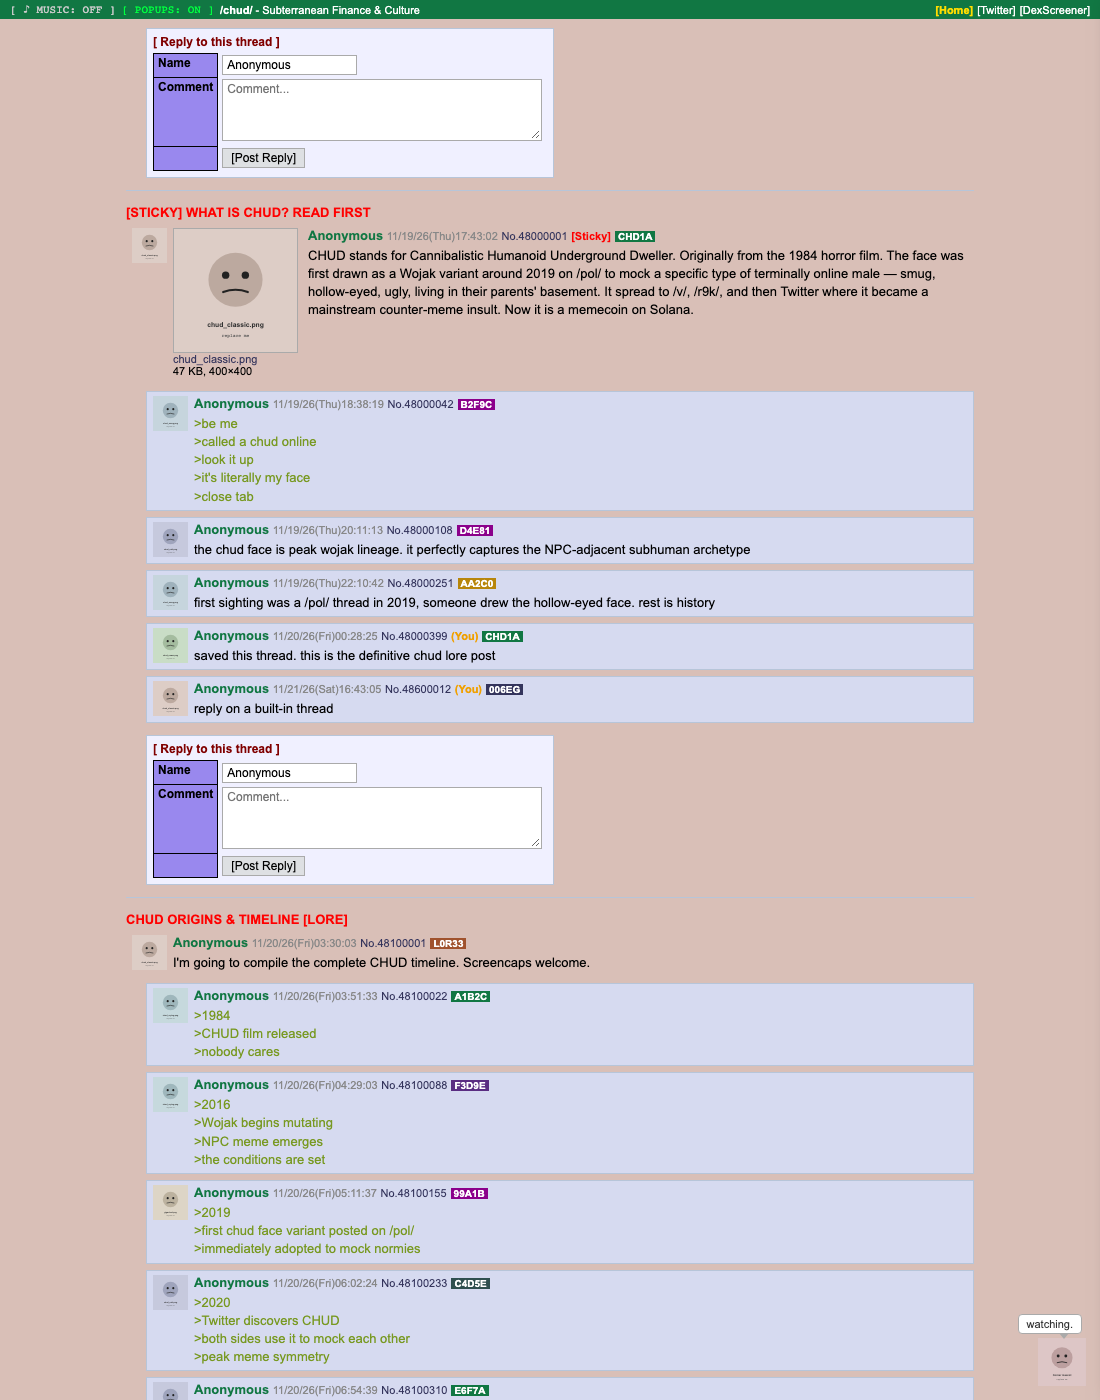 [ ♪ MUSIC: OFF ] [ POPUPS: ON ] /chud/ - Subterranean Finance & Culture [Home] [Twitter] [DexScreener]
[ Reply to this thread ]
Name Anonymous
Comment Comment...
[Post Reply]
[STICKY] WHAT IS CHUD? READ FIRST
Anonymous 11/19/26(Thu)17:43:02 No.48000001 [Sticky] CHD1A
CHUD stands for Cannibalistic Humanoid Underground Dweller. Originally from the 1984 horror film. The face was
first drawn as a Wojak variant around 2019 on /pol/ to mock a specific type of terminally online male — smug,
hollow-eyed, ugly, living in their parents' basement. It spread to /v/, /r9k/, and then Twitter where it became a
mainstream counter-meme insult. Now it is a memecoin on Solana.
chud_classic.png
replace me
chud_classic.png
47 KB, 400×400
Anonymous 11/19/26(Thu)18:38:19 No.48000042 B2F9C
>be me
>called a chud online
>look it up
>it's literally my face
>close tab
Anonymous 11/19/26(Thu)20:11:13 No.48000108 D4E81
the chud face is peak wojak lineage. it perfectly captures the NPC-adjacent subhuman archetype
Anonymous 11/19/26(Thu)22:10:42 No.48000251 AA2C0
first sighting was a /pol/ thread in 2019, someone drew the hollow-eyed face. rest is history
Anonymous 11/20/26(Fri)00:28:25 No.48000399 (You) CHD1A
saved this thread. this is the definitive chud lore post
Anonymous 11/21/26(Sat)16:43:05 No.48600012 (You) 006EG
reply on a built-in thread
[ Reply to this thread ]
Name Anonymous
Comment Comment...
[Post Reply]
CHUD ORIGINS & TIMELINE [LORE]
Anonymous 11/20/26(Fri)03:30:03 No.48100001 L0R33
I'm going to compile the complete CHUD timeline. Screencaps welcome.
Anonymous 11/20/26(Fri)03:51:33 No.48100022 A1B2C
>1984
>CHUD film released
>nobody cares
Anonymous 11/20/26(Fri)04:29:03 No.48100088 F3D9E
>2016
>Wojak begins mutating
>NPC meme emerges
>the conditions are set
Anonymous 11/20/26(Fri)05:11:37 No.48100155 99A1B
>2019
>first chud face variant posted on /pol/
>immediately adopted to mock normies
Anonymous 11/20/26(Fri)06:02:24 No.48100233 C4D5E
>2020
>Twitter discovers CHUD
>both sides use it to mock each other
>peak meme symmetry
watching.
Anonymous 11/20/26(Fri)06:54:39 No.48100310 E6F7A